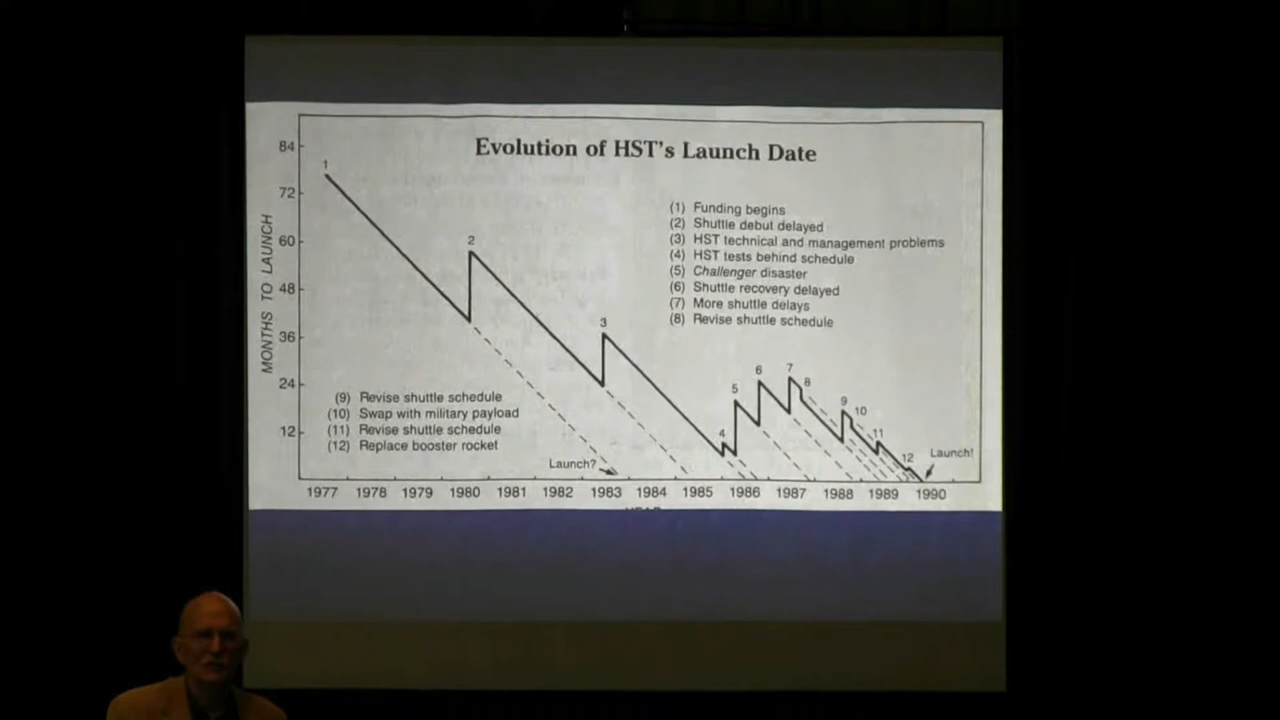 Evolution of HST's Launch Date
MONTHS TO LAUNCH
84
72
60
48
36
24
12
1
2
3
4
5
6
7
8
9
10
11
12
(1) Funding begins
(2) Shuttle debut delayed
(3) HST technical and management problems
(4) HST tests behind schedule
(5) Challenger disaster
(6) Shuttle recovery delayed
(7) More shuttle delays
(8) Revise shuttle schedule
(9) Revise shuttle schedule
(10) Swap with military payload
(11) Revise shuttle schedule
(12) Replace booster rocket
Launch?
Launch!
1977 1978 1979 1980 1981 1982 1983 1984 1985 1986 1987 1988 1989 1990